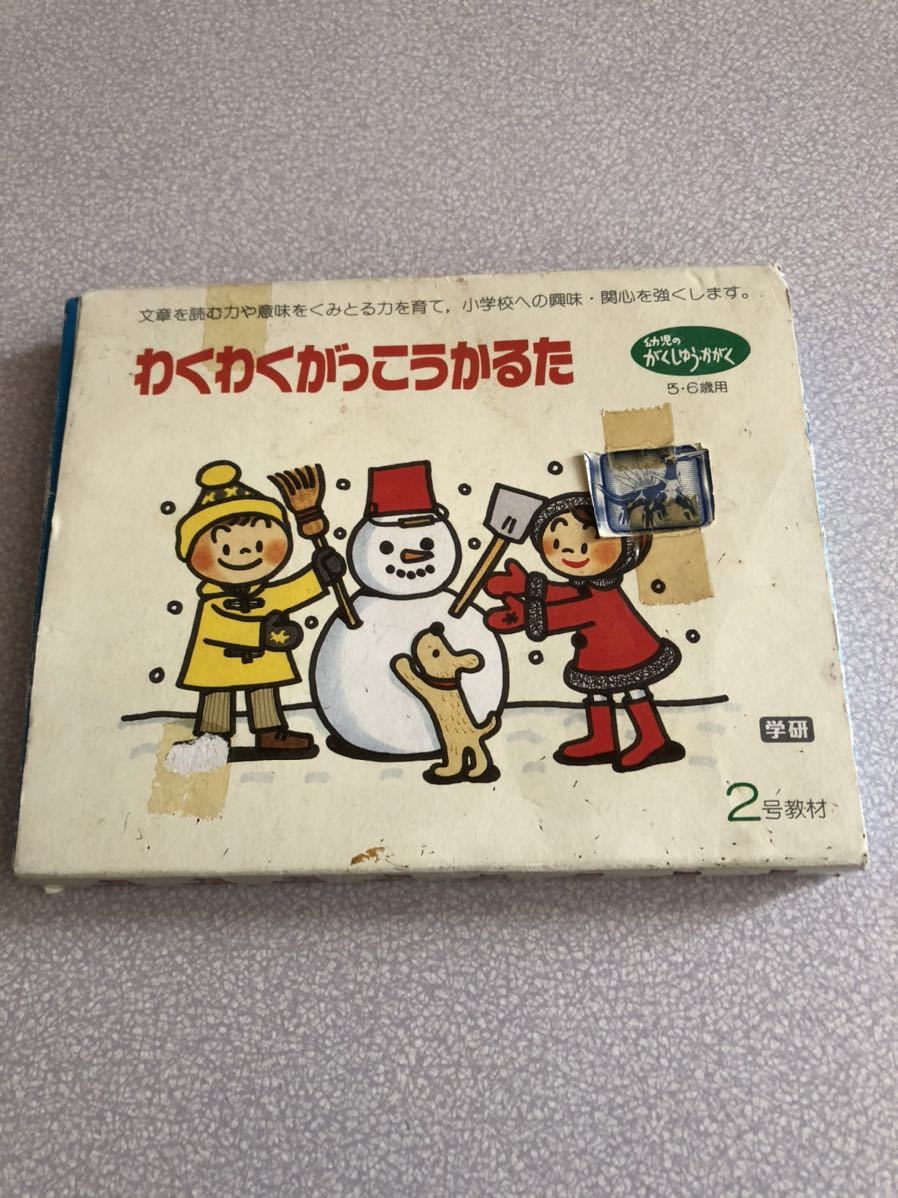 文章を読む力や意味をくみとる力を育て，小学校への興味・関心を強くします。
わくわくがっこうかるた
幼児の
がくしゅう・かがく
5・6歳用
学研
2号教材